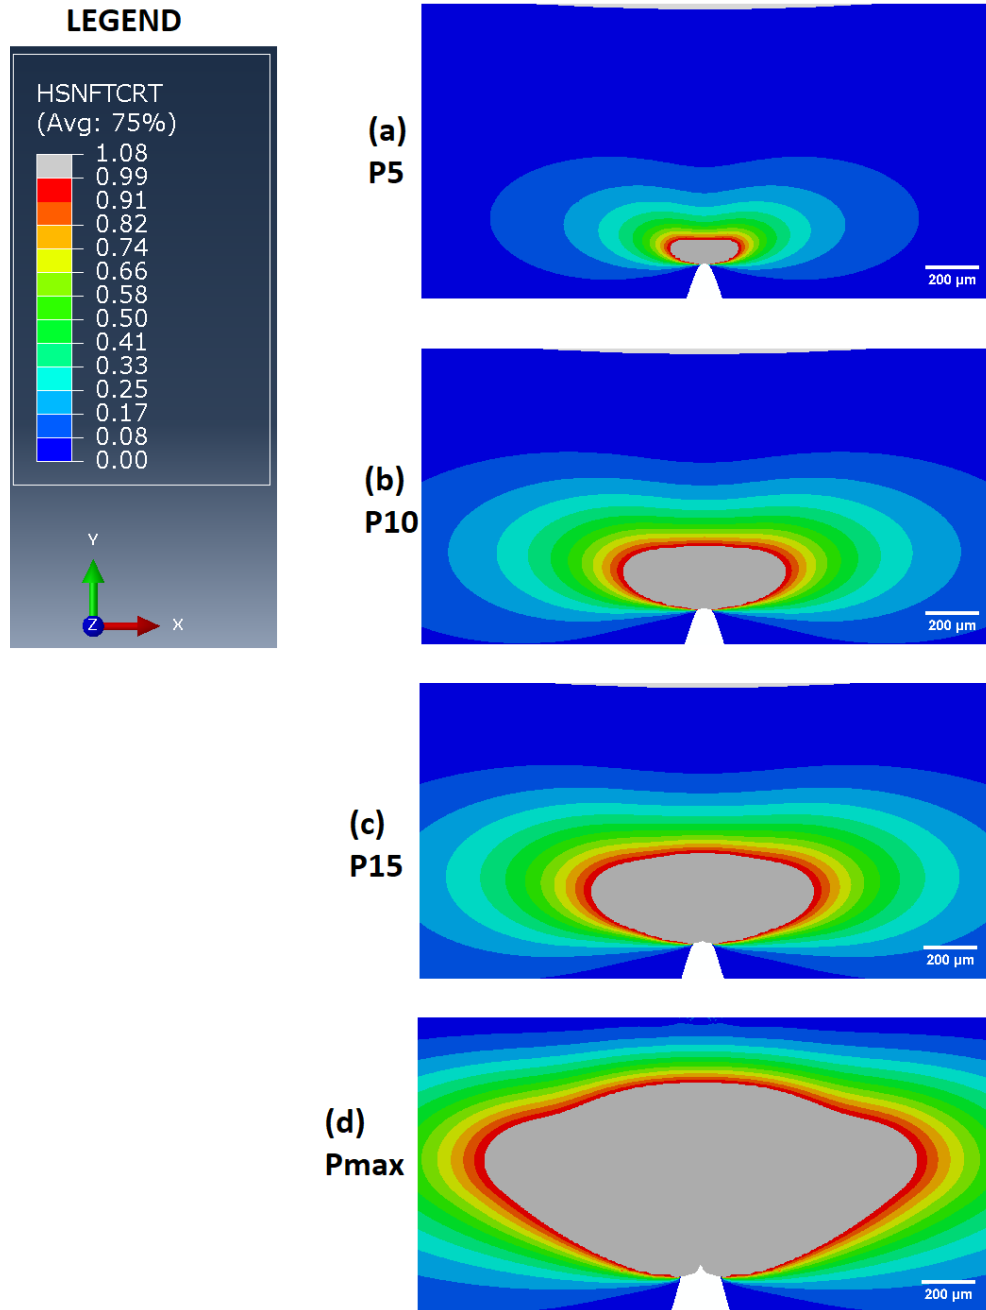 LEGEND
HSNFTCRT
(Avg: 75%)
1.08
0.99
0.91
0.82
0.74
0.66
0.58
0.50
0.41
0.33
0.25
0.17
0.08
0.00
Y
Z
X
(a)
P5
200 µm
(b)
P10
200 µm
(c)
P15
200 µm
(d)
Pmax
200 µm